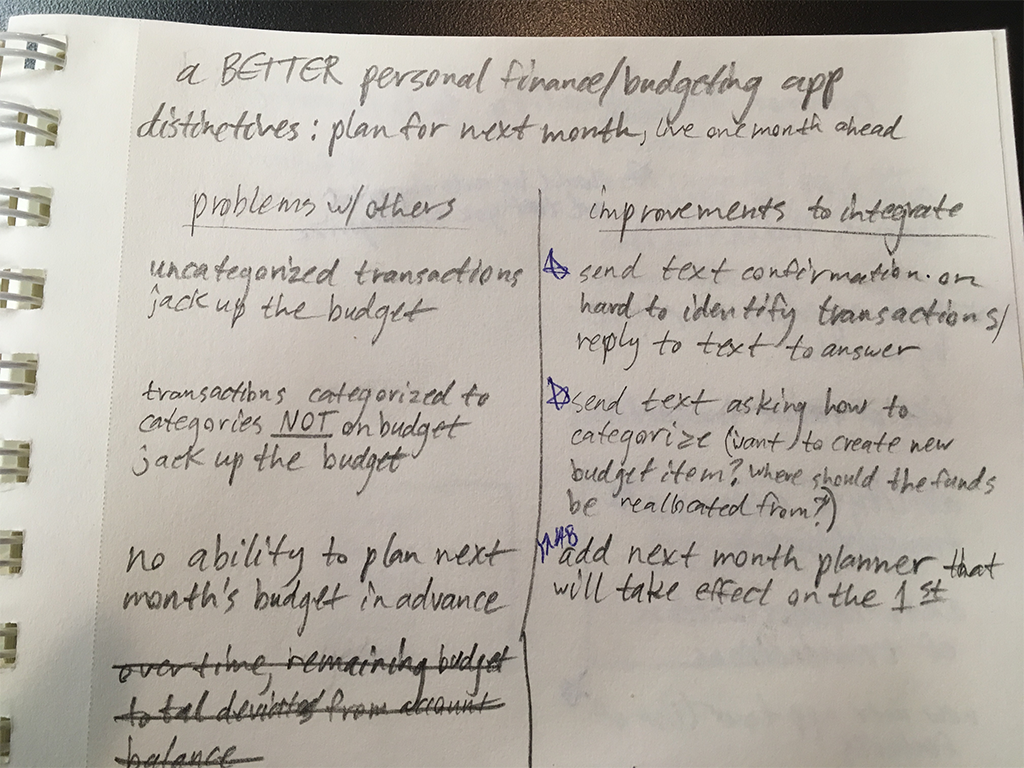 a BETTER personal finance/budgeting app
distinctives: plan for next month, live one month ahead
problems w/others
uncategorized transactions
jack up the budget
transactions categorized to
categories NOT on budget
jack up the budget
no ability to plan next
month's budget in advance
over time, remaining budget
total deviates from account
balance
improvements to integrate
send text confirmation on
hard to identify transactions/
reply to text to answer
send text asking how to
categorize (want to create new
budget item? Where should the funds
be reallocated from?)
YNAB
add next month planner that
will take effect on the 1st